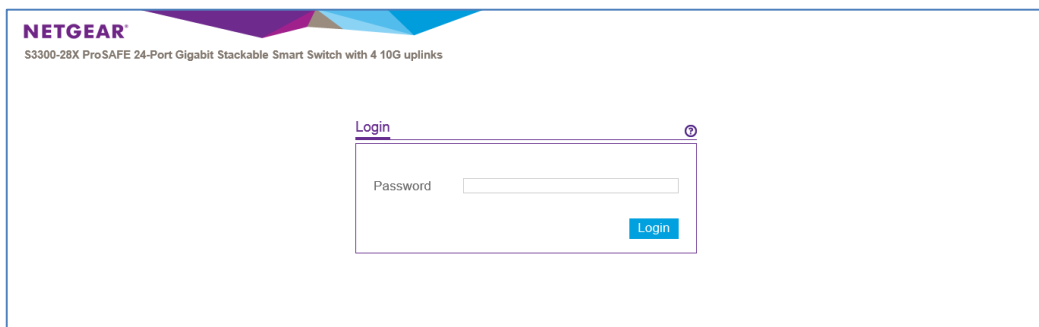 NETGEAR®
S3300-28X ProSAFE 24-Port Gigabit Stackable Smart Switch with 4 10G uplinks
Login
?
Password
Login